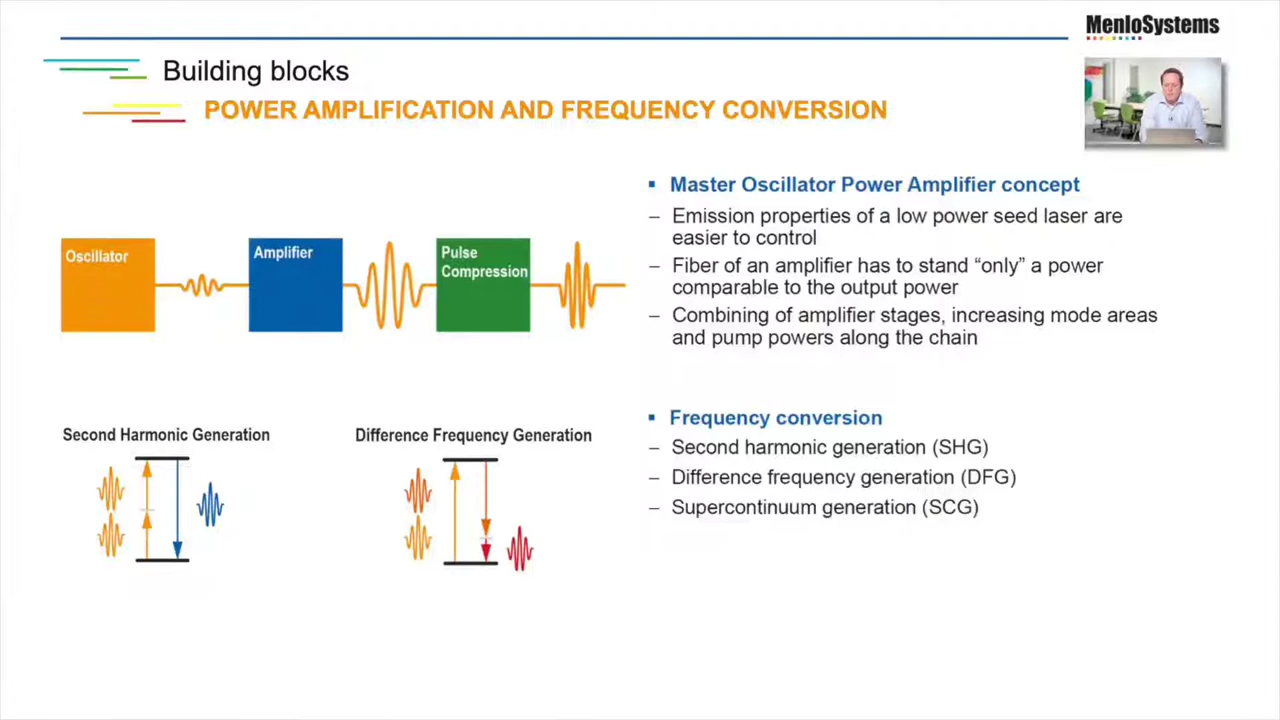 MenloSystems
Building blocks
POWER AMPLIFICATION AND FREQUENCY CONVERSION
Oscillator
Amplifier
Pulse
Compression
Second Harmonic Generation
Difference Frequency Generation
▪ Master Oscillator Power Amplifier concept
– Emission properties of a low power seed laser are
easier to control
– Fiber of an amplifier has to stand “only” a power
comparable to the output power
– Combining of amplifier stages, increasing mode areas
and pump powers along the chain
▪ Frequency conversion
– Second harmonic generation (SHG)
– Difference frequency generation (DFG)
– Supercontinuum generation (SCG)